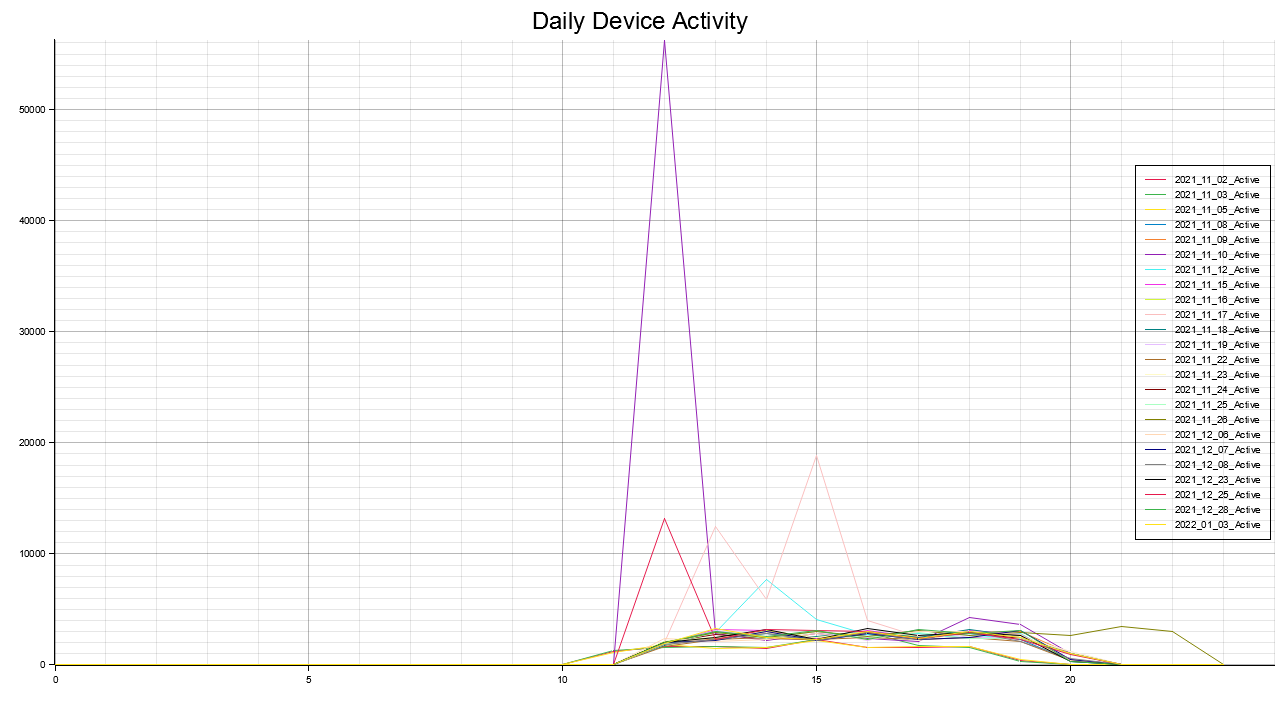 Daily Device Activity
50000
40000
30000
20000
10000
0
0
5
10
15
20
2021_11_02_Active
2021_11_03_Active
2021_11_05_Active
2021_11_08_Active
2021_11_09_Active
2021_11_10_Active
2021_11_12_Active
2021_11_15_Active
2021_11_16_Active
2021_11_17_Active
2021_11_18_Active
2021_11_19_Active
2021_11_22_Active
2021_11_23_Active
2021_11_24_Active
2021_11_25_Active
2021_11_26_Active
2021_12_06_Active
2021_12_07_Active
2021_12_08_Active
2021_12_23_Active
2021_12_25_Active
2021_12_28_Active
2022_01_03_Active